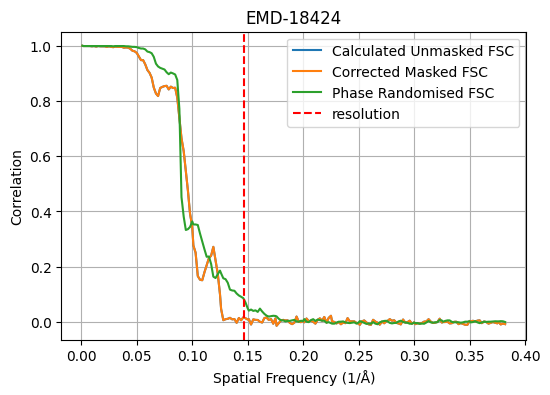 EMD-18424
Calculated Unmasked FSC
Corrected Masked FSC
Phase Randomised FSC
resolution
Correlation
1.0
0.8
0.6
0.4
0.2
0.0
0.00 0.05 0.10 0.15 0.20 0.25 0.30 0.35 0.40
Spatial Frequency (1/Å)